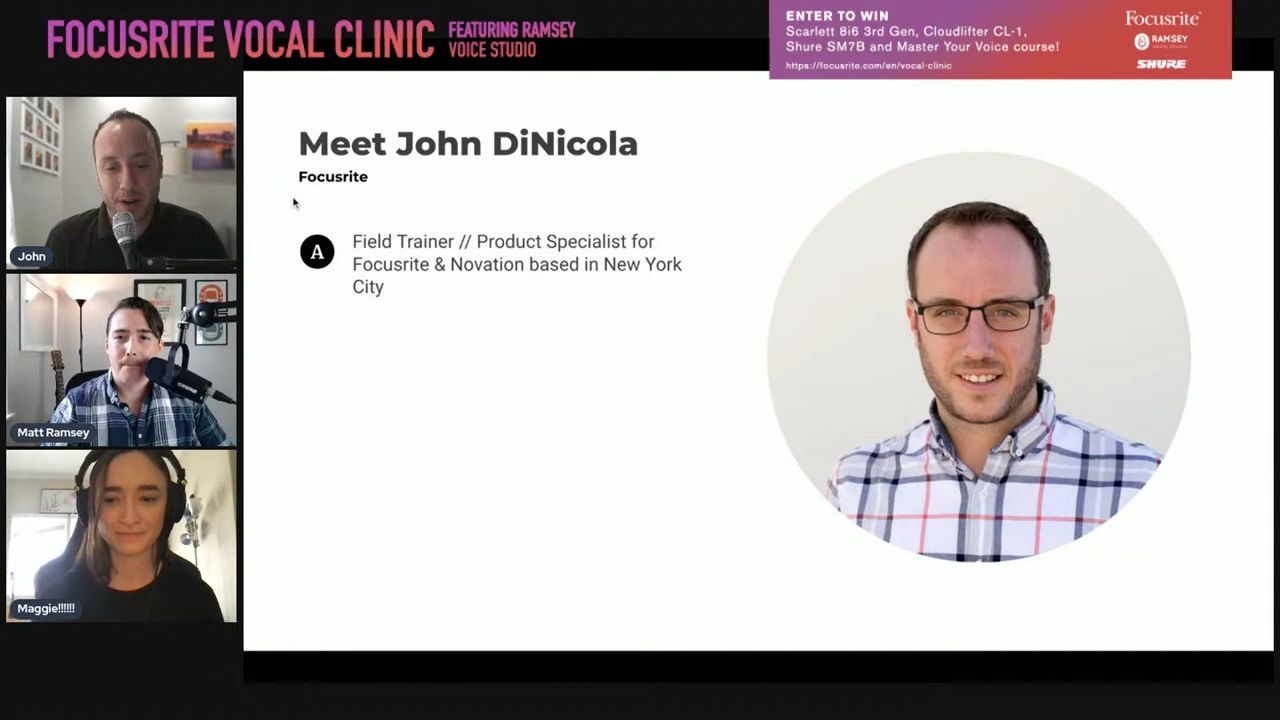 FOCUSRITE VOCAL CLINIC
FEATURING RAMSEY
VOICE STUDIO
ENTER TO WIN
Scarlett 8i6 3rd Gen, Cloudlifter CL-1,
Shure SM7B and Master Your Voice course!
https://focusrite.com/en/vocal-clinic
Focusrite
RAMSEY
SHURE
Meet John DiNicola
Focusrite
A
Field Trainer // Product Specialist for
Focusrite & Novation based in New York
City
John
Matt Ramsey
Maggie!!!!!!